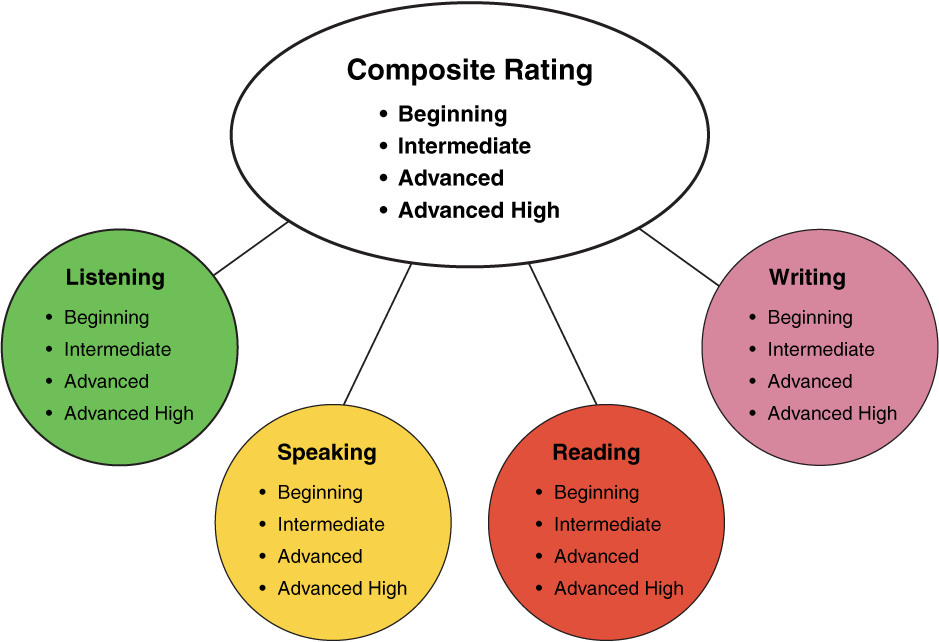 Composite Rating
• Beginning
• Intermediate
• Advanced
• Advanced High
Listening
• Beginning
• Intermediate
• Advanced
• Advanced High
Speaking
• Beginning
• Intermediate
• Advanced
• Advanced High
Reading
• Beginning
• Intermediate
• Advanced
• Advanced High
Writing
• Beginning
• Intermediate
• Advanced
• Advanced High